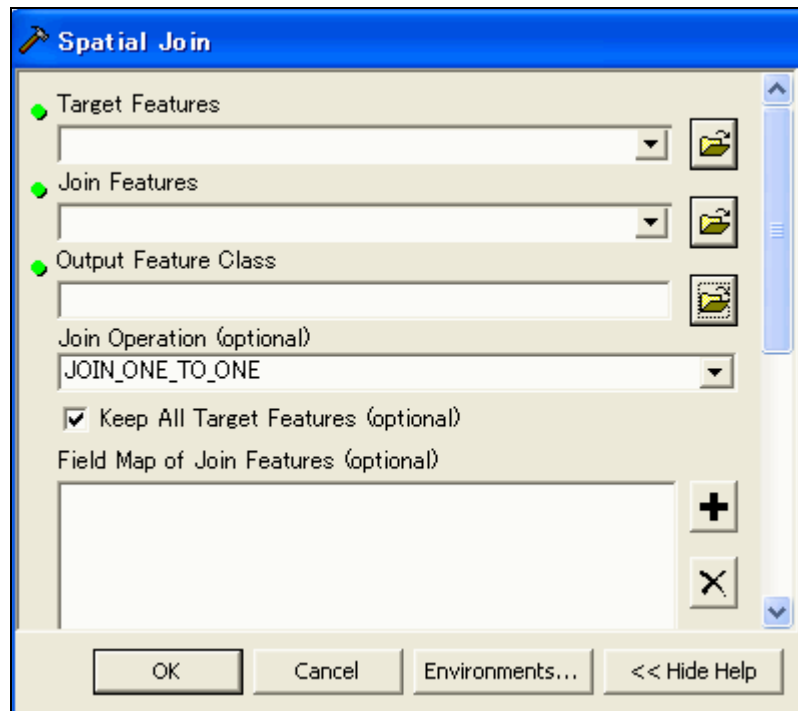 Spatial Join
Target Features
Join Features
Output Feature Class
Join Operation (optional)
JOIN_ONE_TO_ONE
Keep All Target Features (optional)
Field Map of Join Features (optional)
OK
Cancel
Environments...
<< Hide Help